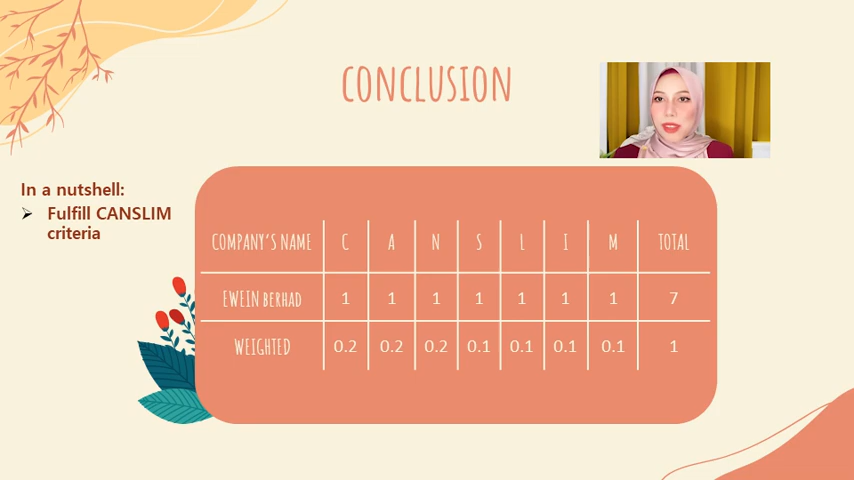 CONCLUSION
In a nutshell:
➢ Fulfill CANSLIM
criteria
COMPANY'S NAME C A N S L I M TOTAL
EWEIN BERHAD 1 1 1 1 1 1 1 7
WEIGHTED 0.2 0.2 0.2 0.1 0.1 0.1 0.1 1